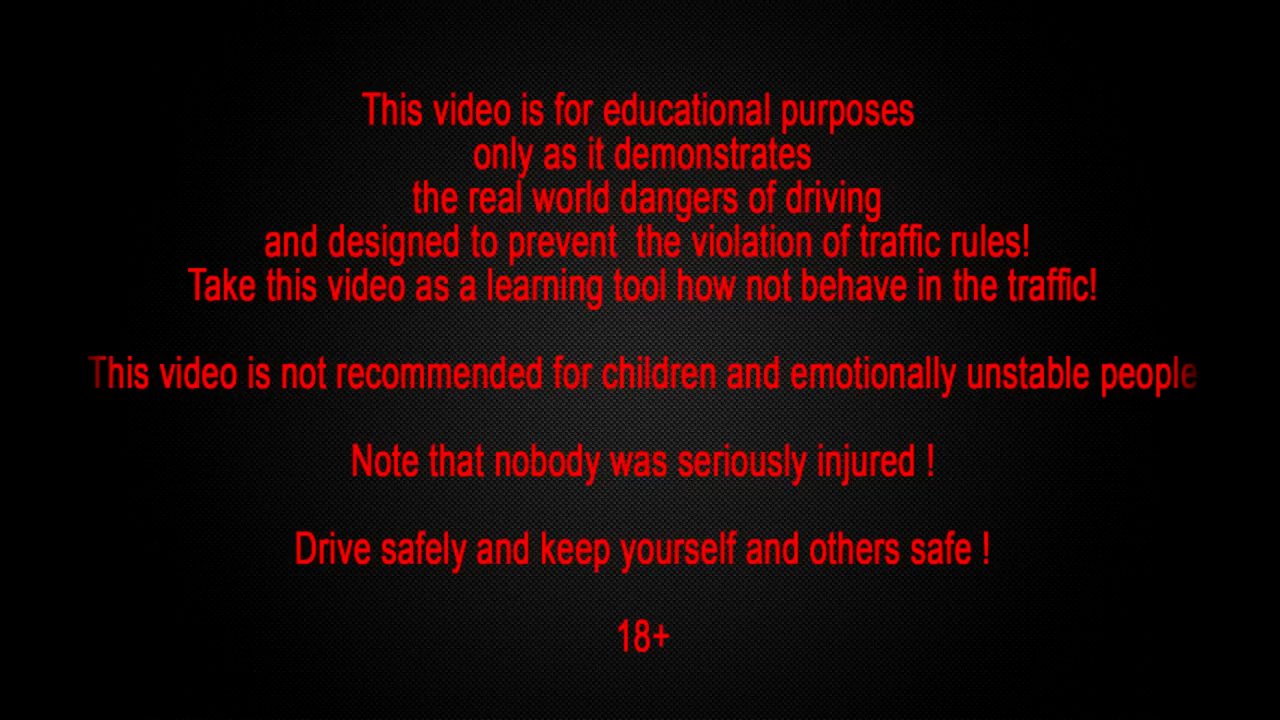 This video is for educational purposes
only as it demonstrates
the real world dangers of driving
and designed to prevent  the violation of traffic rules!
Take this video as a learning tool how not behave in the traffic!
This video is not recommended for children and emotionally unstable people
Note that nobody was seriously injured !
Drive safely and keep yourself and others safe !
18+